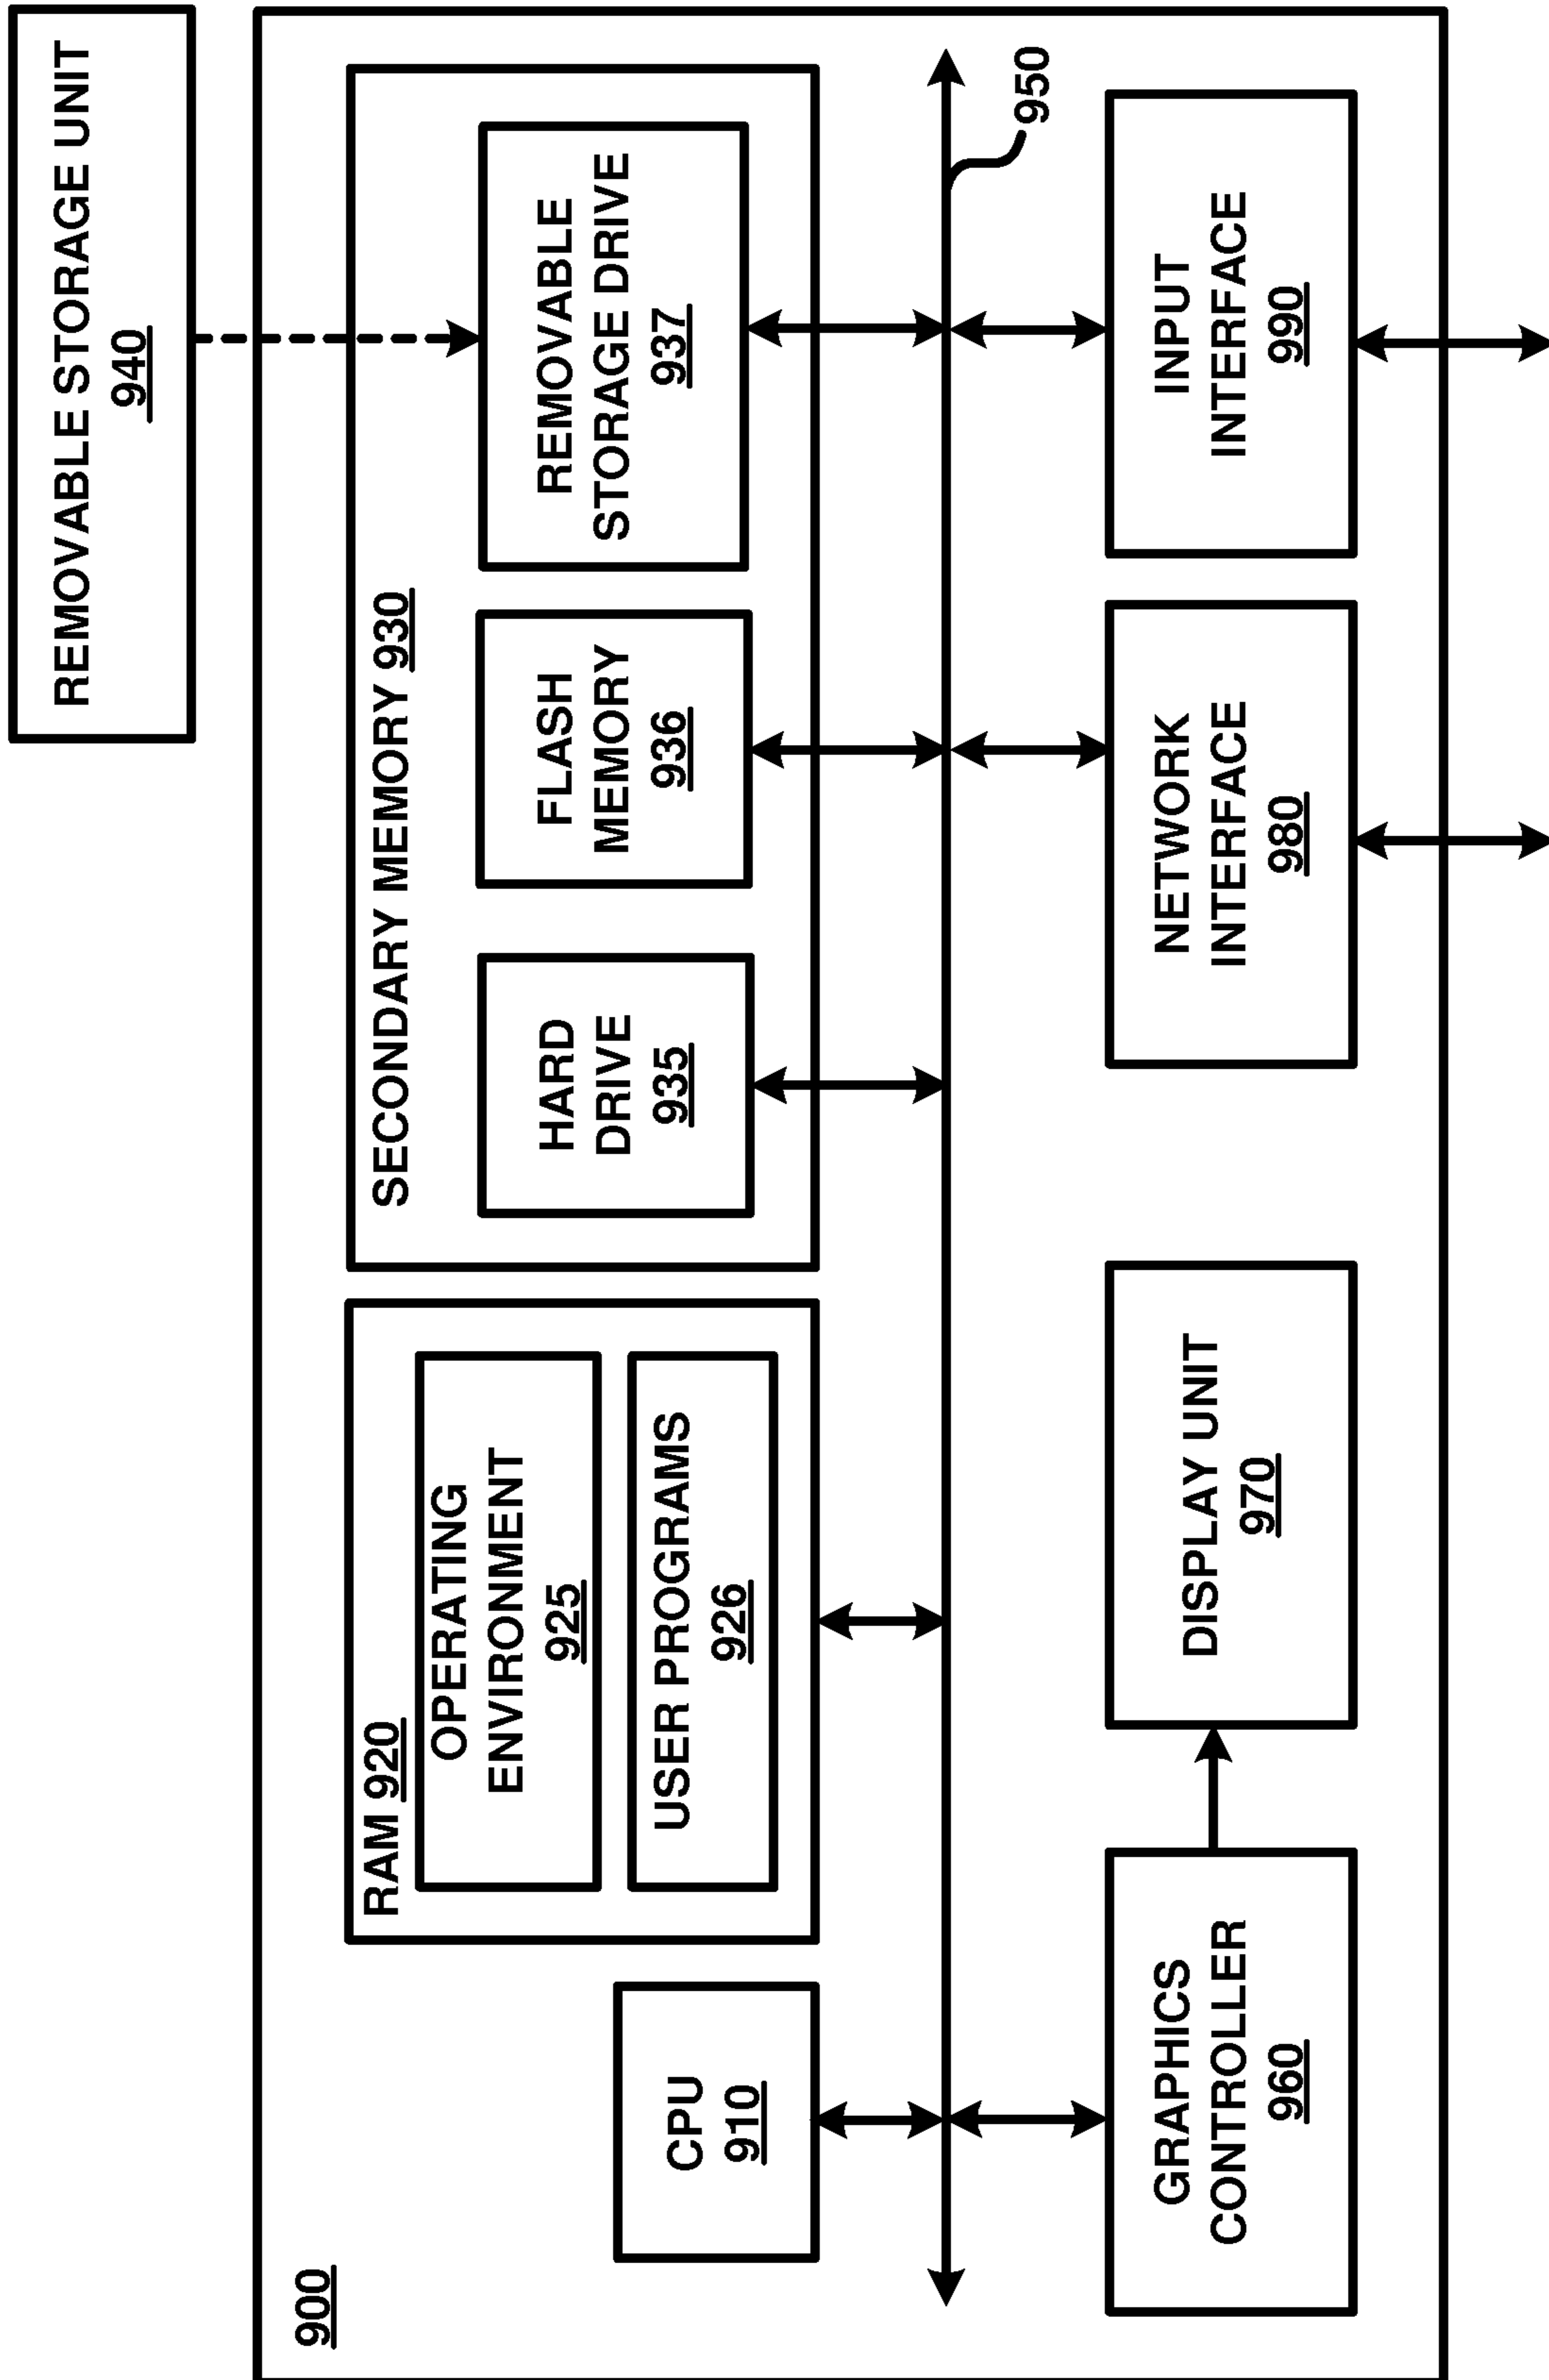 900
REMOVABLE STORAGE UNIT
940
RAM 920
OPERATING
ENVIRONMENT
925
USER PROGRAMS
926
SECONDARY MEMORY 930
HARD
DRIVE
935
FLASH
MEMORY
936
REMOVABLE
STORAGE DRIVE
937
CPU
910
950
GRAPHICS
CONTROLLER
960
DISPLAY UNIT
970
NETWORK
INTERFACE
980
INPUT
INTERFACE
990